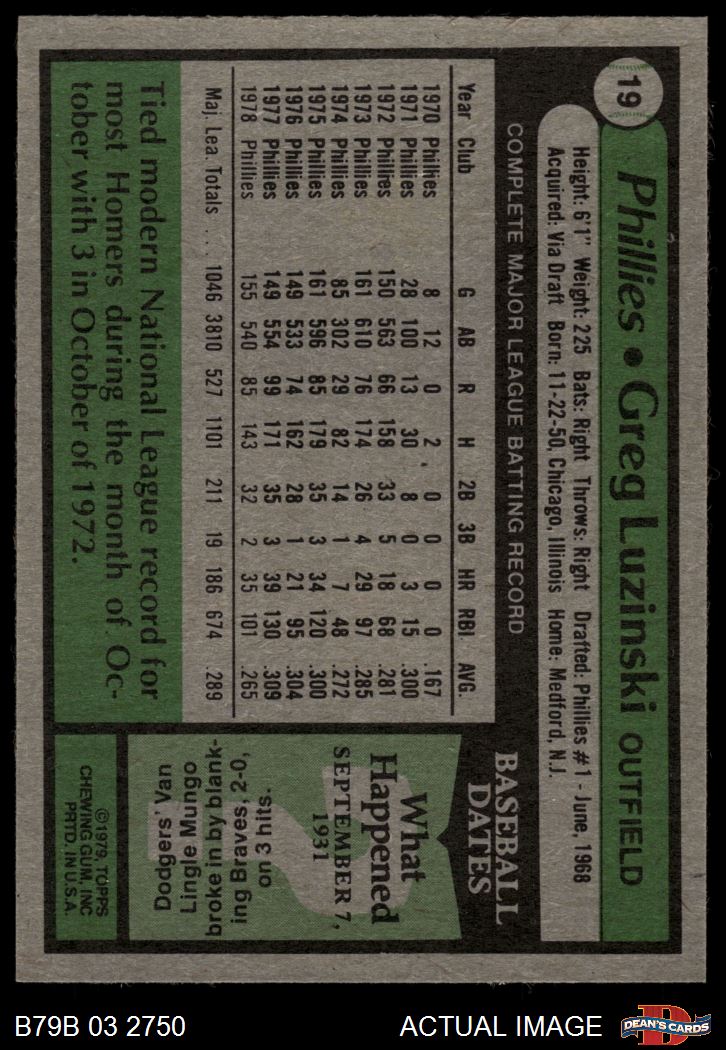 19
Phillies • Greg Luzinski OUTFIELD
Height: 6'1" Weight: 225 Bats: Right Throws: Right Drafted: Phillies #1 - June, 1968
Acquired: Via Draft Born: 11-22-50, Chicago, Illinois Home: Medford, N.J.
COMPLETE MAJOR LEAGUE BATTING RECORD
Year Club G AB R H 2B 3B HR RBI AVG.
1970 Phillies 8 12 0 2 0 0 0 0 .167
1971 Phillies 28 100 13 30 8 0 3 15 .300
1972 Phillies 150 563 66 158 33 5 18 68 .281
1973 Phillies 161 610 76 174 26 4 29 97 .285
1974 Phillies 85 302 29 82 14 1 7 48 .272
1975 Phillies 161 596 85 179 35 3 34 120 .300
1976 Phillies 149 533 74 162 28 1 21 95 .304
1977 Phillies 149 554 99 171 35 3 39 130 .309
1978 Phillies 155 540 85 143 32 2 35 101 .265
Maj. Lea. Totals . . . 1046 3810 527 1101 211 19 186 674 .289
Tied modern National League record for
most Homers during the month of Oc-
tober with 3 in October of 1972.
BASEBALL
DATES
What
Happened
SEPTEMBER 7,
1931
?
Dodgers' Van
Lingle Mungo
broke in by blank-
ing Braves, 2-0,
on 3 hits.
©1979, TOPPS
CHEWING GUM, INC
PRTD. IN U.S.A.
B79B 03 2750
ACTUAL IMAGE
D
DEAN'S CARDS